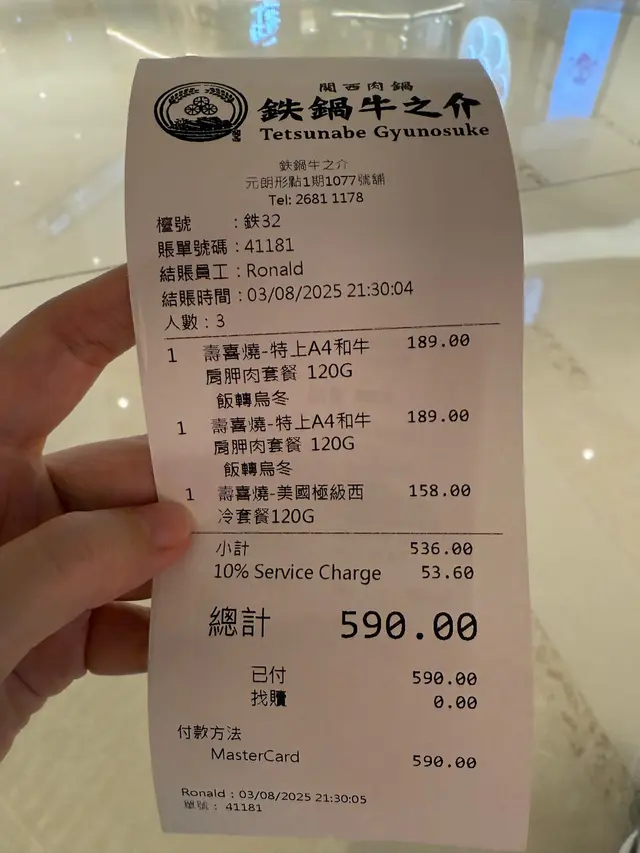 関西肉鍋
鉄鍋牛之介
Tetsunabe Gyunosuke
鉄鍋牛之介
元朗形點1期1077號舖
Tel: 2681 1178
檯號 : 鉄32
賬單號碼 : 41181
結賬員工 : Ronald
結賬時間 : 03/08/2025 21:30:04
人數 : 3
1 壽喜燒-特上A4和牛 189.00
肩胛肉套餐 120G
飯轉烏冬
1 壽喜燒-特上A4和牛 189.00
肩胛肉套餐 120G
飯轉烏冬
1 壽喜燒-美國極級西 158.00
冷套餐120G
小計 536.00
10% Service Charge 53.60
總計 590.00
已付 590.00
找贖 0.00
付款方法
MasterCard 590.00
Ronald : 03/08/2025 21:30:05
單號 : 41181